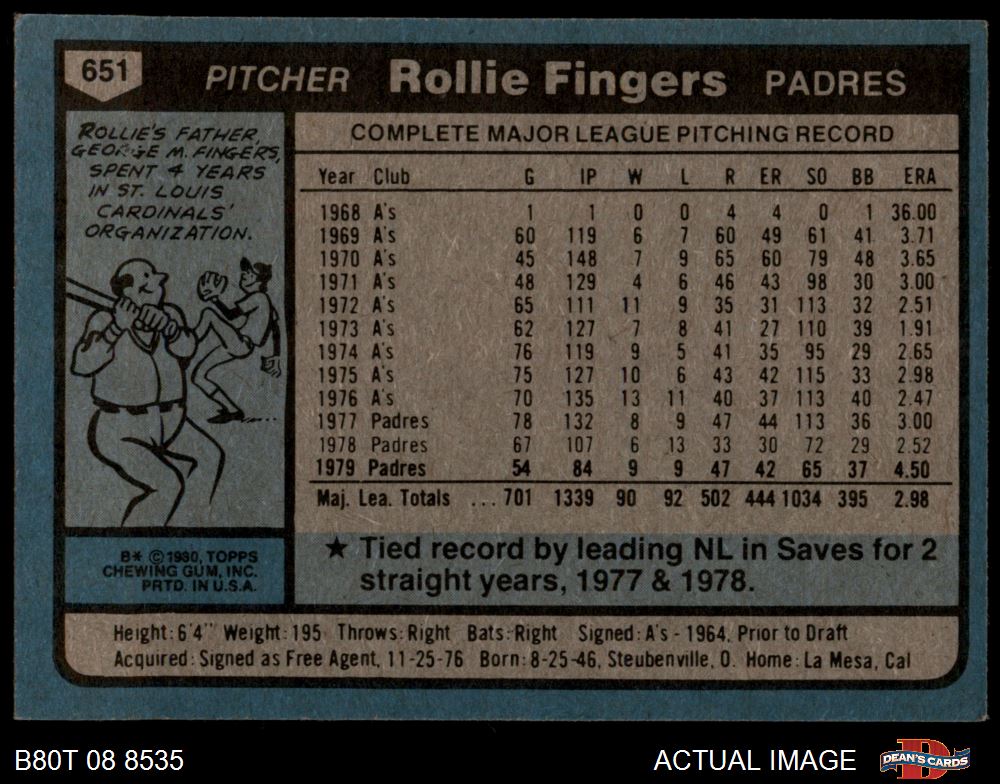 651 PITCHER Rollie Fingers PADRES
ROLLIE'S FATHER,
GEORGE M. FINGERS,
SPENT 4 YEARS
IN ST. LOUIS
CARDINALS'
ORGANIZATION.
COMPLETE MAJOR LEAGUE PITCHING RECORD
Year Club G IP W L R ER SO BB ERA
1968 A's 1 1 0 0 4 4 0 1 36.00
1969 A's 60 119 6 7 60 49 61 41 3.71
1970 A's 45 148 7 9 65 60 79 48 3.65
1971 A's 48 129 4 6 46 43 98 30 3.00
1972 A's 65 111 11 9 35 31 113 32 2.51
1973 A's 62 127 7 8 41 27 110 39 1.91
1974 A's 76 119 9 5 41 35 95 29 2.65
1975 A's 75 127 10 6 43 42 115 33 2.98
1976 A's 70 135 13 11 40 37 113 40 2.47
1977 Padres 78 132 8 9 47 44 113 36 3.00
1978 Padres 67 107 6 13 33 30 72 29 2.52
1979 Padres 54 84 9 9 47 42 65 37 4.50
Maj. Lea. Totals ... 701 1339 90 92 502 444 1034 395 2.98
★ Tied record by leading NL in Saves for 2
straight years, 1977 & 1978.
B* © 1980, TOPPS
CHEWING GUM, INC.
PRTD. IN U.S.A.
Height: 6'4" Weight: 195 Throws: Right Bats: Right Signed: A's - 1964, Prior to Draft
Acquired: Signed as Free Agent, 11-25-76 Born: 8-25-46, Steubenville, O. Home: La Mesa, Cal
B80T 08 8535 ACTUAL IMAGE DEAN'S CARDS